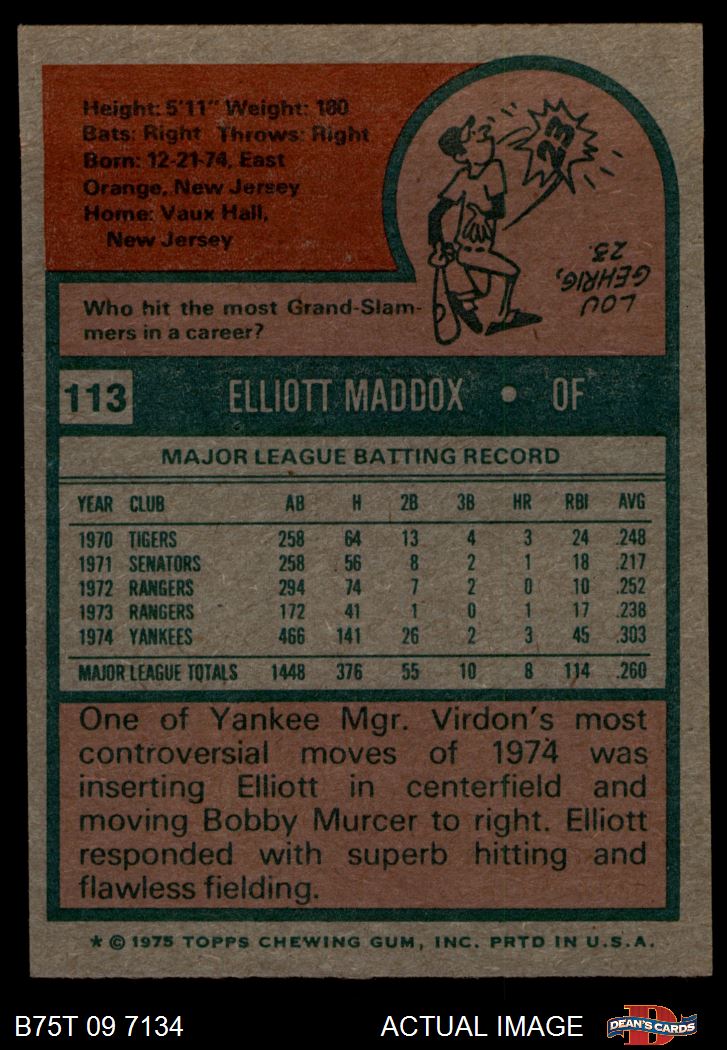 Height: 5'11" Weight: 180
Bats: Right Throws: Right
Born: 12-21-74, East
Orange, New Jersey
Home: Vaux Hall,
New Jersey
23
LOU
GEHRIG,
23.
Who hit the most Grand-Slam-
mers in a career?
113 ELLIOTT MADDOX • OF
MAJOR LEAGUE BATTING RECORD
YEAR CLUB AB H 2B 3B HR RBI AVG
1970 TIGERS 258 64 13 4 3 24 .248
1971 SENATORS 258 56 8 2 1 18 .217
1972 RANGERS 294 74 7 2 0 10 .252
1973 RANGERS 172 41 1 0 1 17 .238
1974 YANKEES 466 141 26 2 3 45 .303
MAJOR LEAGUE TOTALS 1448 376 55 10 8 114 .260
One of Yankee Mgr. Virdon's most
controversial moves of 1974 was
inserting Elliott in centerfield and
moving Bobby Murcer to right. Elliott
responded with superb hitting and
flawless fielding.
* © 1975 TOPPS CHEWING GUM, INC. PRTD IN U.S.A.
B75T 09 7134 ACTUAL IMAGE
DEAN'S CARDS